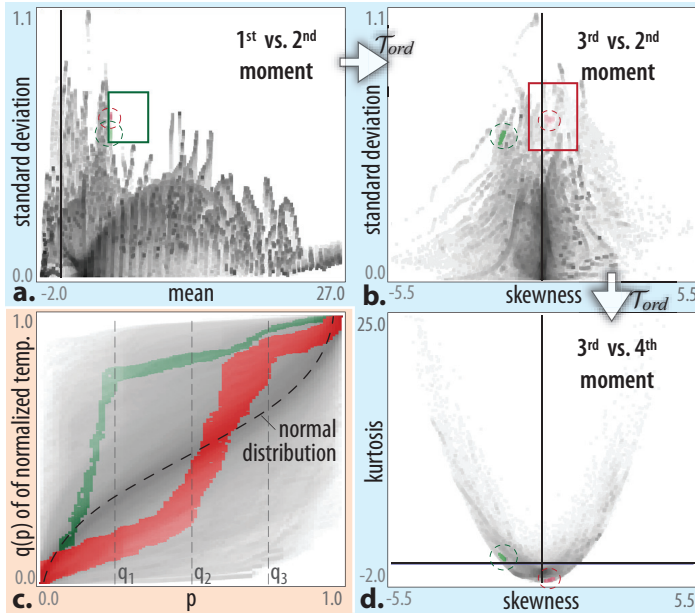 1.1
standard deviation
0.0
1st vs. 2nd
moment
a.
-2.0
mean
27.0
Tord
1.1
standard deviation
0.0
3rd vs. 2nd
moment
b.
-5.5
skewness
5.5
Tord
1.0
q(p) of of normalized temp.
0.0
normal
distribution
q1
q2
q3
c.
0.0
p
1.0
25.0
kurtosis
-2.0
3rd vs. 4th
moment
d.
-5.5
skewness
5.5